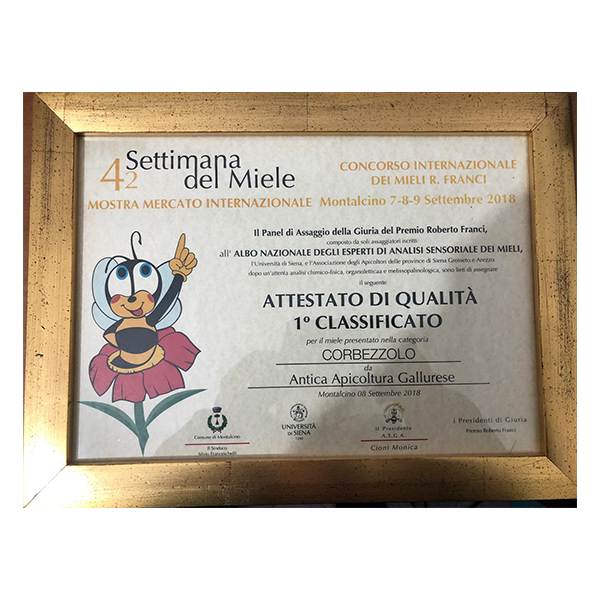 42 Settimana
del Miele
MOSTRA MERCATO INTERNAZIONALE
CONCORSO INTERNAZIONALE
DEI MIELI R. FRANCI
Montalcino 7-8-9 Settembre 2018
Il Panel di Assaggio della Giuria del Premio Roberto Franci,
composto da soli assaggiatori iscritti
all' ALBO NAZIONALE DEGLI ESPERTI DI ANALISI SENSORIALE DEI MIELI,
l'Università di Siena, e l'Associazione degli Apicoltori delle province di Siena Grosseto e Arezzo
dopo un'attenta analisi chimico-fisica, organolettica e melissopalinologica, sono lieti di assegnare
il seguente
ATTESTATO DI QUALITÀ
1° CLASSIFICATO
per il miele presentato nella categoria
CORBEZZOLO
da
Antica Apicoltura Gallurese
Montalcino 08 Settembre 2018
Comune di Montalcino
Il Sindaco
Silvio Franceschelli
UNIVERSITÀ
DI SIENA
1240
Il Presidente
A.S.G.A.
Cioni Monica
i Presidenti di Giuria
Premio Roberto Franci